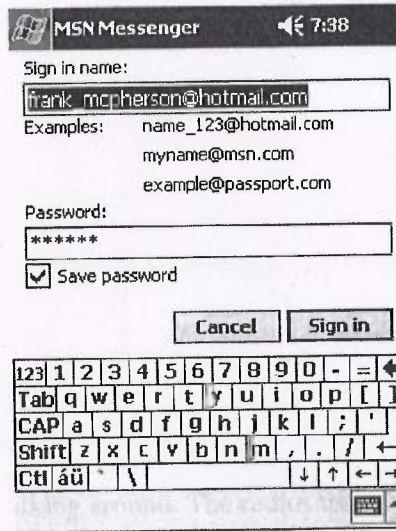 MSN Messenger 7:38
Sign in name:
frank_mcpherson@hotmail.com
Examples: name_123@hotmail.com
myname@msn.com
example@passport.com
Password:
******
Save password
Cancel Sign in
123 1 2 3 4 5 6 7 8 9 0 - =
Tab q w e r t y u i o p [ ]
CAP a s d f g h j k l ; '
Shift z x c v b n m , . /
Ctl áü ` \